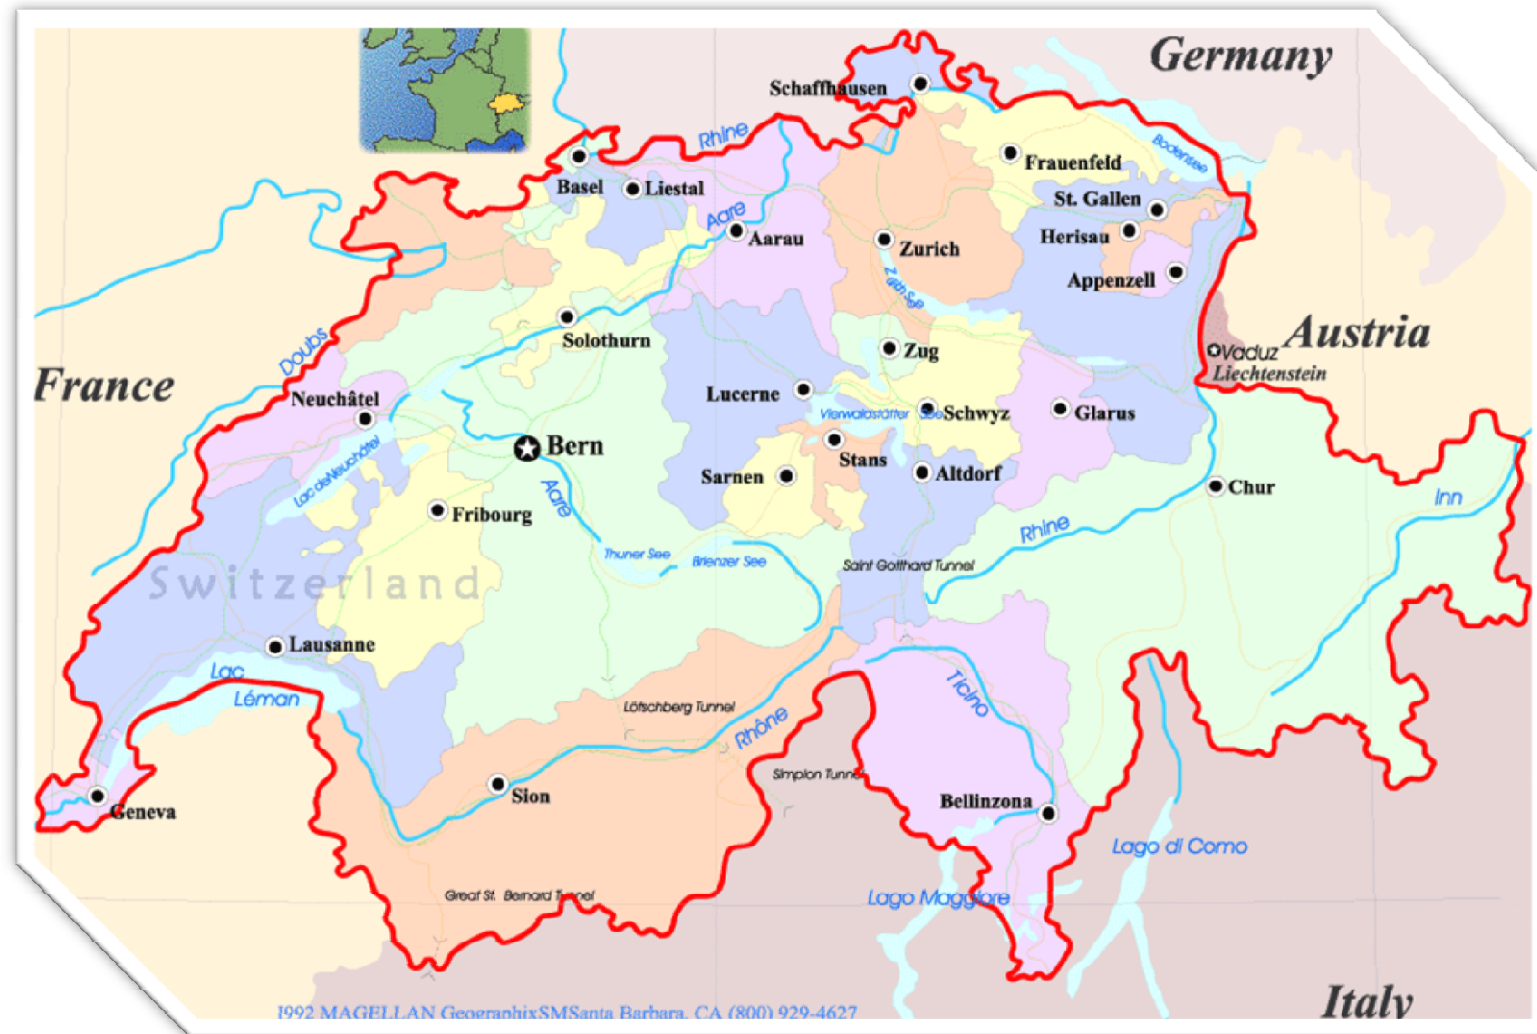 Germany
Schaffhausen
Rhine
Bodensee
Frauenfeld
Basel
Liestal
St. Gallen
Aare
Aarau
Herisau
Zurich
Appenzell
Doubs
Solothurn
Zug
Austria
Vaduz
Liechtenstein
France
Neuchâtel
Lucerne
Vierwaldstätter See
Schwyz
Glarus
Bern
Lac de Neuchâtel
Stans
Sarnen
Altdorf
Chur
Inn
Aare
Fribourg
Rhine
Thuner See
Brienzer See
Saint Gotthard Tunnel
Switzerland
Lausanne
Lac
Léman
Ticino
Lötschberg Tunnel
Rhône
Simplon Tunnel
Sion
Geneva
Bellinzona
Lago di Como
Great St. Bernard Tunnel
Lago Maggiore
Italy
1992 MAGELLAN GeographixSMSanta Barbara, CA (800) 929-4627